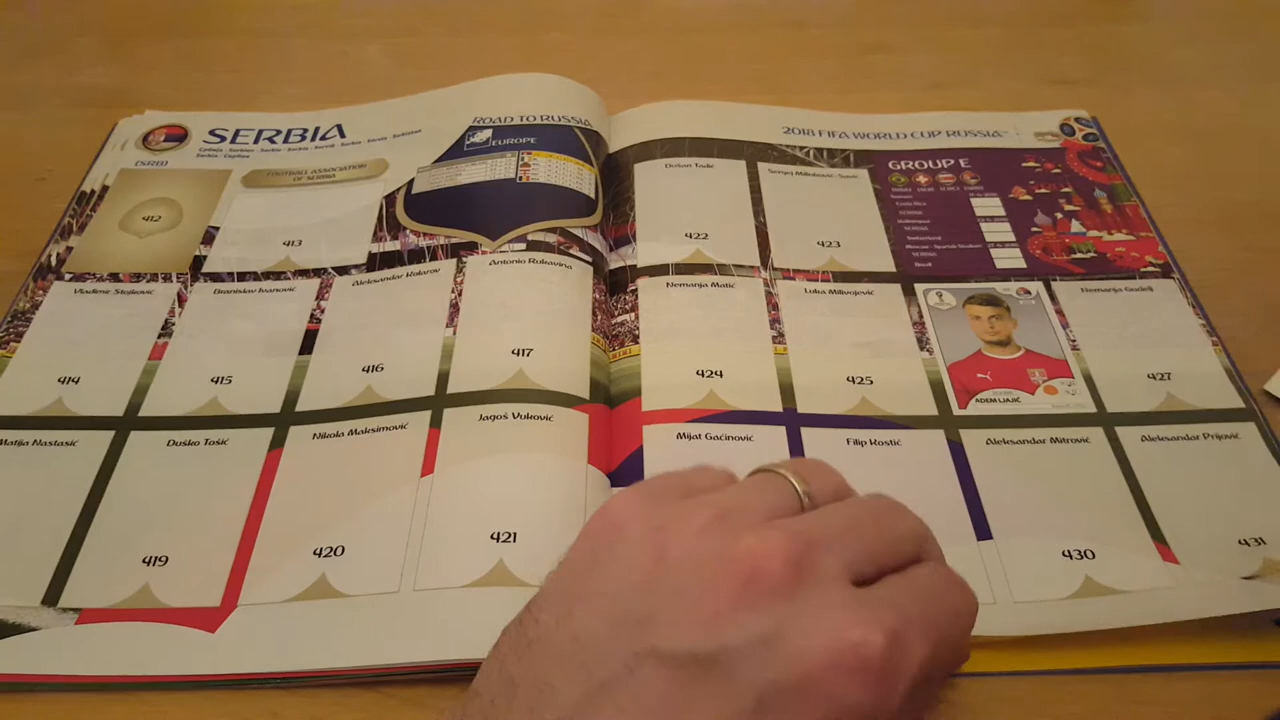 SERBIA
(SRB)
FOOTBALL ASSOCIATION
OF SERBIA
412
413
ROAD TO RUSSIA
EUROPE
Vladimir Stojković
414
Branislav Ivanović
415
Aleksandar Kolarov
416
Antonio Rukavina
417
Matija Nastasić
Duško Tošić
419
Nikola Maksimović
420
Jagoš Vuković
421
2018 FIFA WORLD CUP RUSSIA
Dušan Tadić
422
Sergej Milinković-Savić
423
GROUP E
Nemanja Matić
424
Luka Milivojević
425
ADEM LJAJIĆ
Nemanja Gudelj
427
Mijat Gaćinović
Filip Kostić
Aleksandar Mitrović
430
Aleksandar Prijović
431